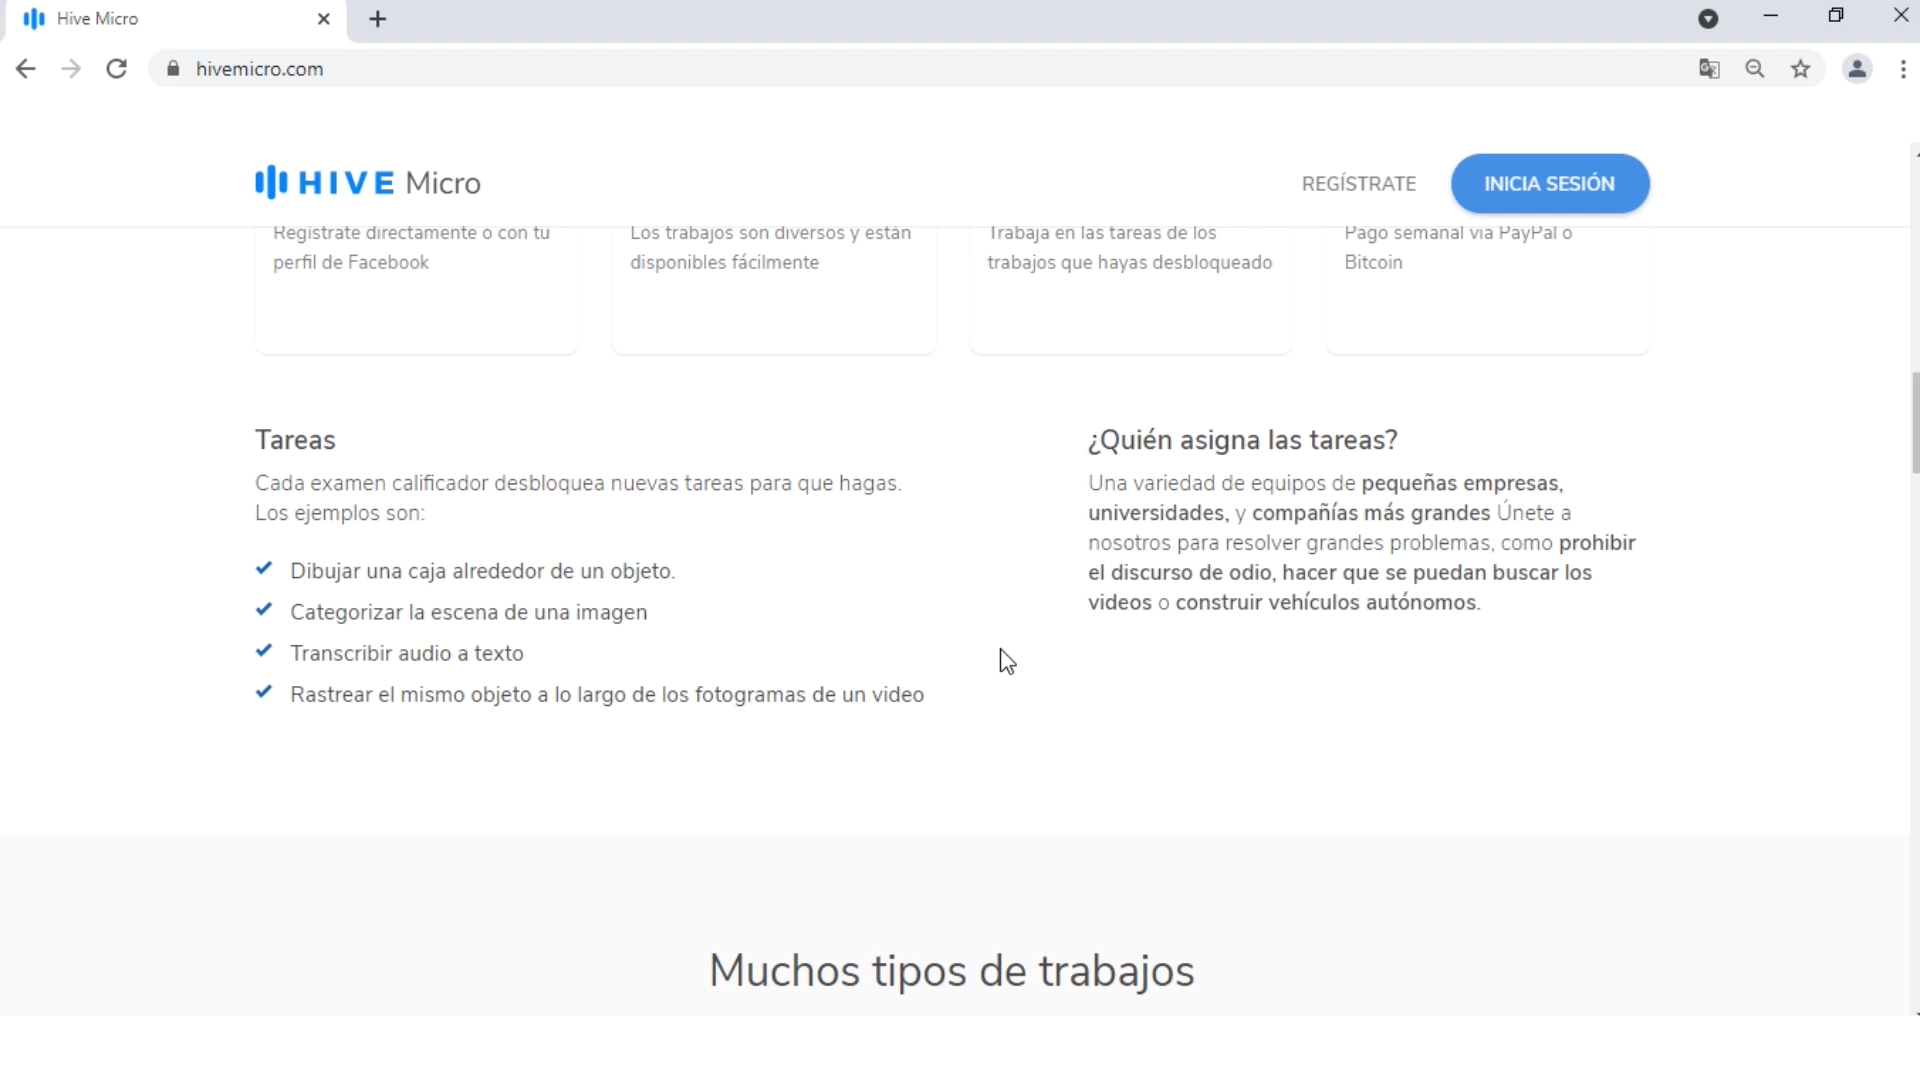 Hive Micro
hivemicro.com
HIVE Micro
REGÍSTRATE
INICIA SESIÓN
Regístrate directamente o con tu
perfil de Facebook
Los trabajos son diversos y están
disponibles fácilmente
Trabaja en las tareas de los
trabajos que hayas desbloqueado
Pago semanal vía PayPal o
Bitcoin
Tareas
Cada examen calificador desbloquea nuevas tareas para que hagas.
Los ejemplos son:
Dibujar una caja alrededor de un objeto.
Categorizar la escena de una imagen
Transcribir audio a texto
Rastrear el mismo objeto a lo largo de los fotogramas de un video
¿Quién asigna las tareas?
Una variedad de equipos de pequeñas empresas,
universidades, y compañías más grandes Únete a
nosotros para resolver grandes problemas, como prohibir
el discurso de odio, hacer que se puedan buscar los
videos o construir vehículos autónomos.
Muchos tipos de trabajos